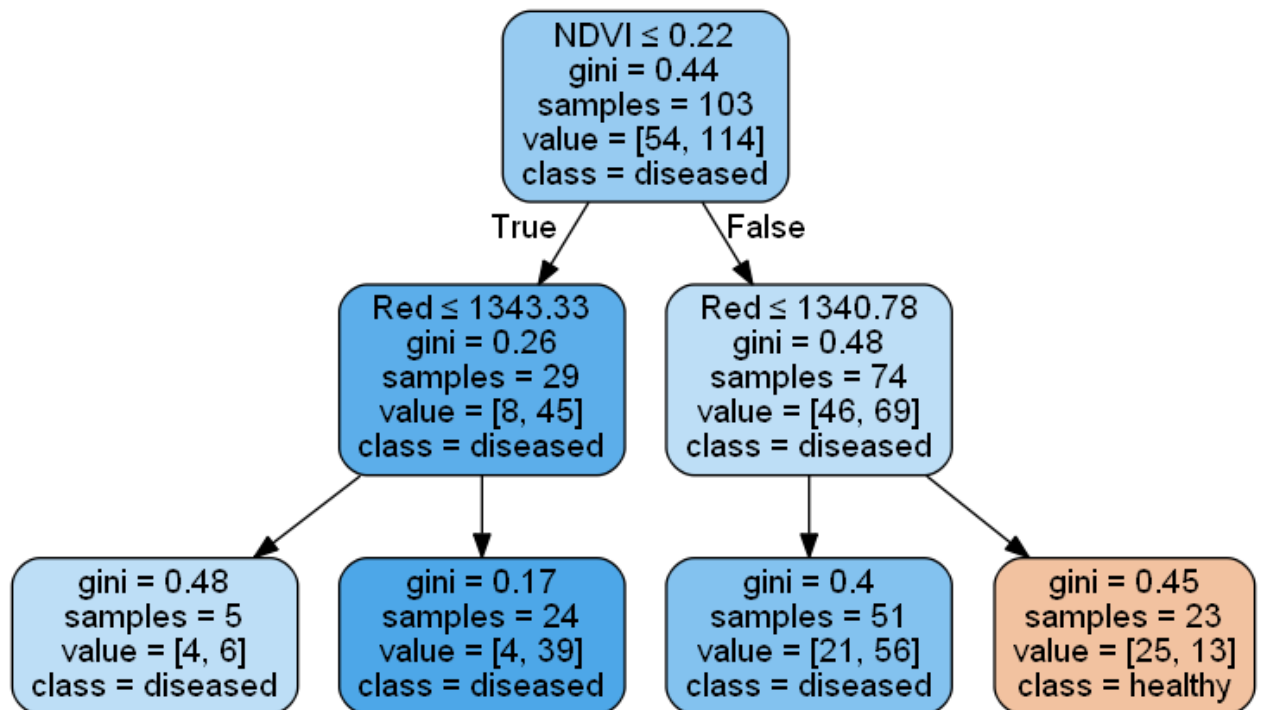 NDVI ≤ 0.22
gini = 0.44
samples = 103
value = [54, 114]
class = diseased
True
False
Red ≤ 1343.33
gini = 0.26
samples = 29
value = [8, 45]
class = diseased
Red ≤ 1340.78
gini = 0.48
samples = 74
value = [46, 69]
class = diseased
gini = 0.48
samples = 5
value = [4, 6]
class = diseased
gini = 0.17
samples = 24
value = [4, 39]
class = diseased
gini = 0.4
samples = 51
value = [21, 56]
class = diseased
gini = 0.45
samples = 23
value = [25, 13]
class = healthy